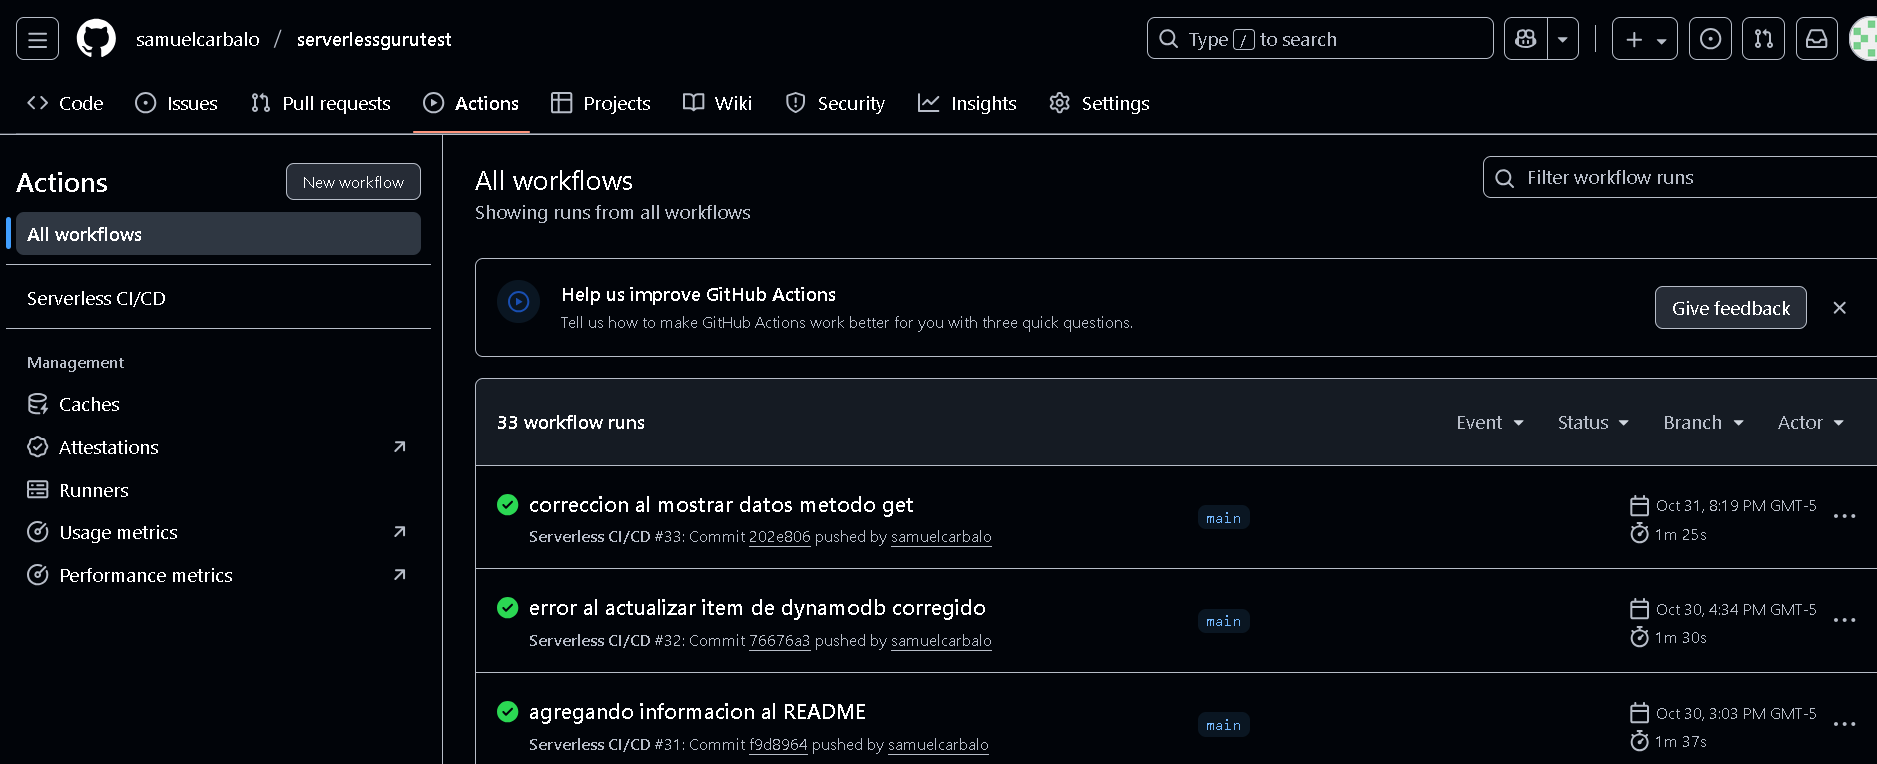 samuelcarbalo / serverlessgurutest
Type / to search
Code Issues Pull requests Actions Projects Wiki Security Insights Settings
Actions
New workflow
All workflows
Serverless CI/CD
Management
Caches
Attestations
Runners
Usage metrics
Performance metrics
All workflows
Showing runs from all workflows
Filter workflow runs
Help us improve GitHub Actions
Tell us how to make GitHub Actions work better for you with three quick questions.
Give feedback
33 workflow runs
Event Status Branch Actor
correccion al mostrar datos metodo get
Serverless CI/CD #33: Commit 202e806 pushed by samuelcarbalo
main
Oct 31, 8:19 PM GMT-5
1m 25s
error al actualizar item de dynamodb corregido
Serverless CI/CD #32: Commit 76676a3 pushed by samuelcarbalo
main
Oct 30, 4:34 PM GMT-5
1m 30s
agregando informacion al README
Serverless CI/CD #31: Commit f9d8964 pushed by samuelcarbalo
main
Oct 30, 3:03 PM GMT-5
1m 37s